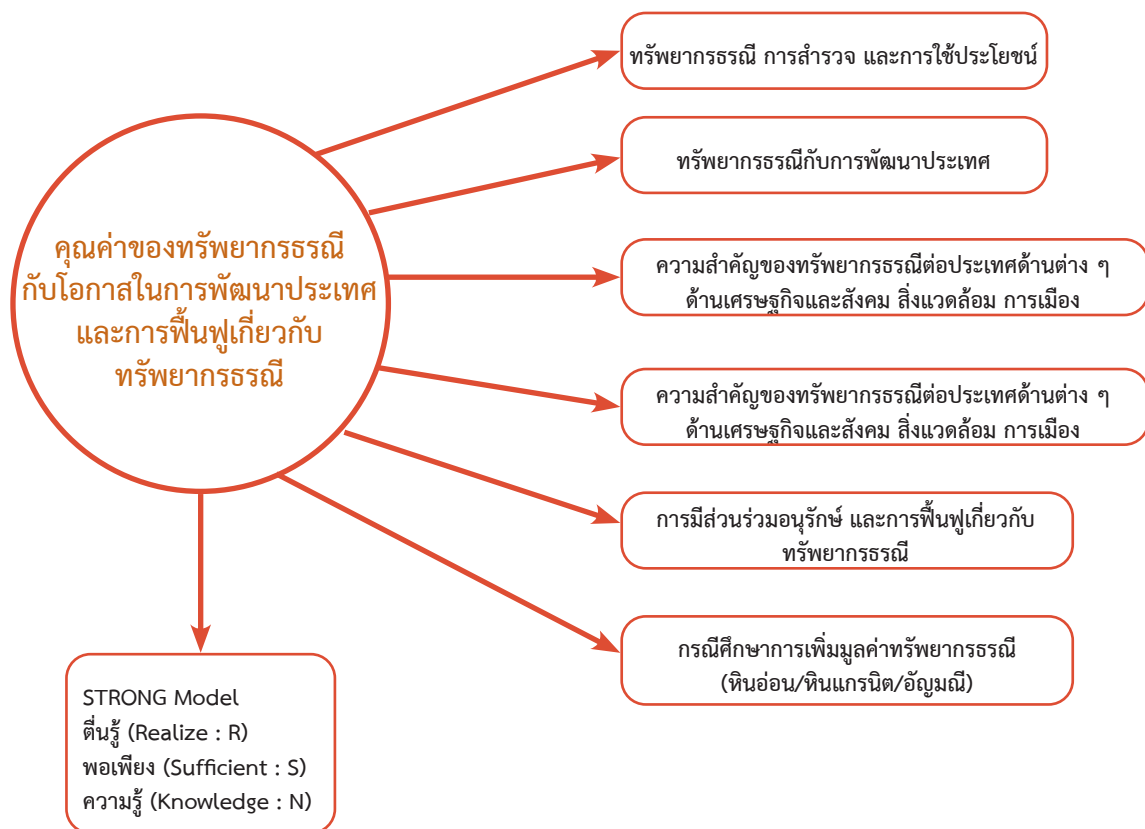 ทรัพยากรธรณี การสำรวจ และการใช้ประโยชน์
ทรัพยากรธรณีกับการพัฒนาประเทศ
คุณค่าของทรัพยากรธรณี
กับโอกาสในการพัฒนาประเทศ
และการฟื้นฟูเกี่ยวกับ
ทรัพยากรธรณี
ความสำคัญของทรัพยากรธรณีต่อประเทศด้านต่าง ๆ
ด้านเศรษฐกิจและสังคม สิ่งแวดล้อม การเมือง
ความสำคัญของทรัพยากรธรณีต่อประเทศด้านต่าง ๆ
ด้านเศรษฐกิจและสังคม สิ่งแวดล้อม การเมือง
การมีส่วนร่วมอนุรักษ์ และการฟื้นฟูเกี่ยวกับ
ทรัพยากรธรณี
กรณีศึกษาการเพิ่มมูลค่าทรัพยากรธรณี
(หินอ่อน/หินแกรนิต/อัญมณี)
STRONG Model
ตื่นรู้ (Realize : R)
พอเพียง (Sufficient : S)
ความรู้ (Knowledge : N)